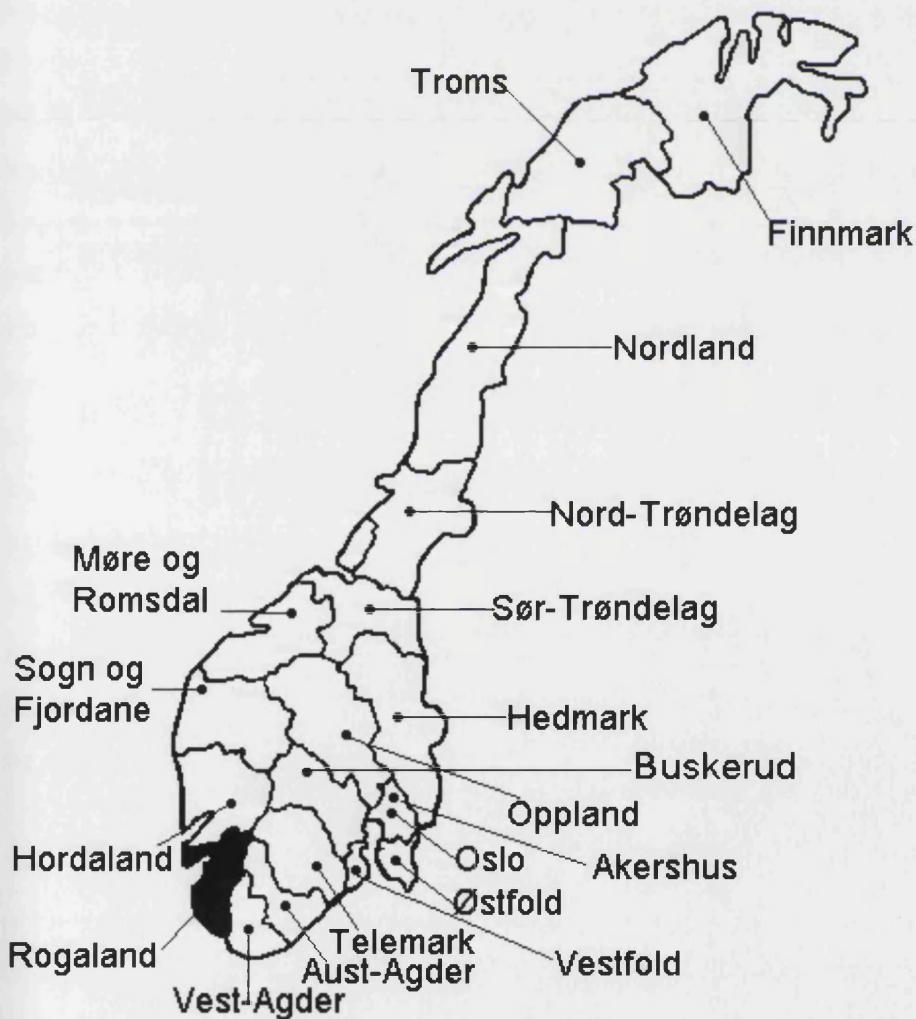 Troms
Finnmark
Nordland
Nord-Trøndelag
Møre og
Romsdal
Sør-Trøndelag
Sogn og
Fjordane
Hedmark
Buskerud
Oppland
Hordaland
Oslo
Akershus
Østfold
Rogaland
Telemark
Vestfold
Aust-Agder
Vest-Agder